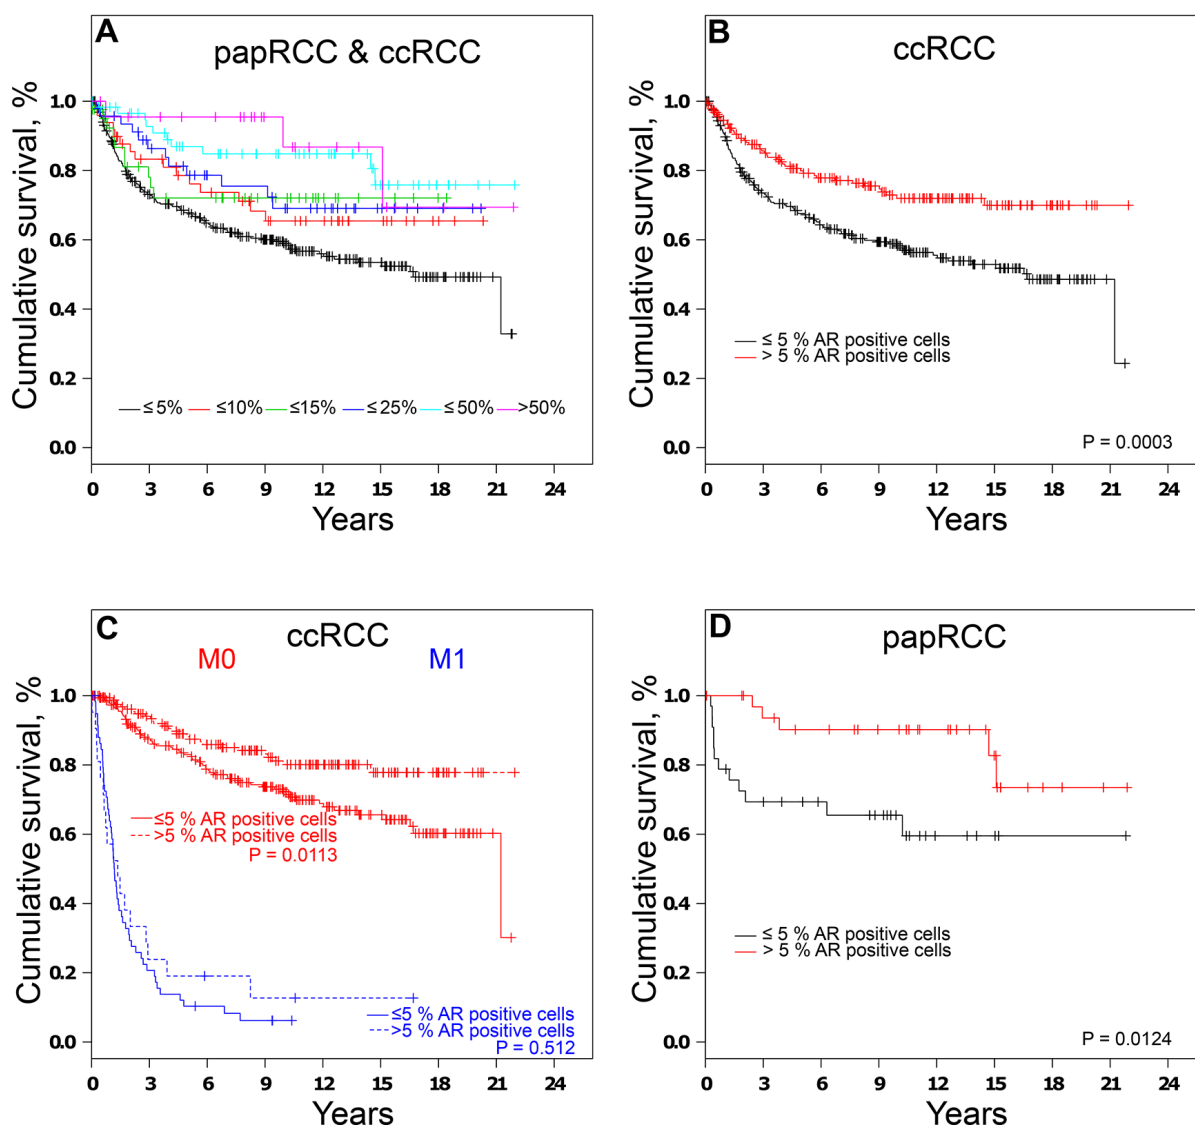 A
papRCC & ccRCC
Cumulative survival, %
1.0
0.8
0.6
0.4
0.2
0.0
≤ 5% ≤10% ≤15% ≤ 25% ≤ 50% >50%
0 3 6 9 12 15 18 21 24
Years
B
ccRCC
Cumulative survival, %
1.0
0.8
0.6
0.4
0.2
0.0
≤ 5 % AR positive cells
> 5 % AR positive cells
P = 0.0003
0 3 6 9 12 15 18 21 24
Years
C
ccRCC
M0 M1
Cumulative survival, %
1.0
0.8
0.6
0.4
0.2
0.0
≤5 % AR positive cells
>5 % AR positive cells
P = 0.0113
≤5 % AR positive cells
>5 % AR positive cells
P = 0.512
0 3 6 9 12 15 18 21 24
Years
D
papRCC
Cumulative survival, %
1.0
0.8
0.6
0.4
0.2
0.0
≤ 5 % AR positive cells
> 5 % AR positive cells
P = 0.0124
0 3 6 9 12 15 18 21 24
Years